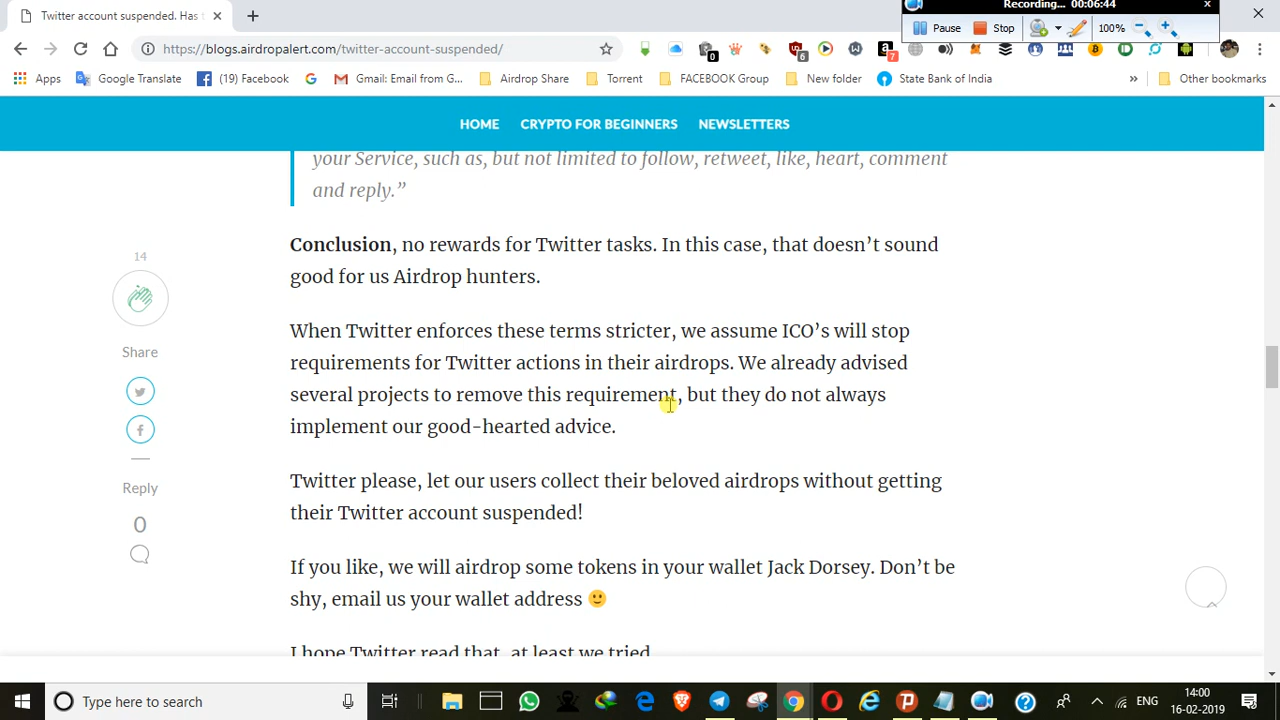 Recording... 00:06:44
Twitter account suspended. Has
Pause
Stop
100%
https://blogs.airdropalert.com/twitter-account-suspended/
0
6
7
Apps
Google Translate
(19) Facebook
Gmail: Email from G...
Airdrop Share
Torrent
FACEBOOK Group
New folder
State Bank of India
Other bookmarks
HOME
CRYPTO FOR BEGINNERS
NEWSLETTERS
your Service, such as, but not limited to follow, retweet, like, heart, comment
and reply.”
Conclusion, no rewards for Twitter tasks. In this case, that doesn’t sound
good for us Airdrop hunters.
When Twitter enforces these terms stricter, we assume ICO’s will stop
requirements for Twitter actions in their airdrops. We already advised
several projects to remove this requirement, but they do not always
implement our good-hearted advice.
Twitter please, let our users collect their beloved airdrops without getting
their Twitter account suspended!
If you like, we will airdrop some tokens in your wallet Jack Dorsey. Don’t be
shy, email us your wallet address
I hope Twitter read that, at least we tried
14
Share
Reply
0
Type here to search
ENG
14:00
16-02-2019